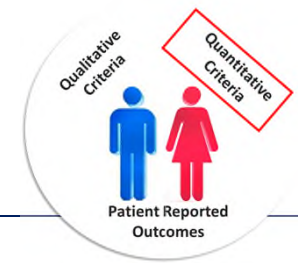 Qualitative
Criteria
Quantitative
Criteria
Patient Reported
Outcomes